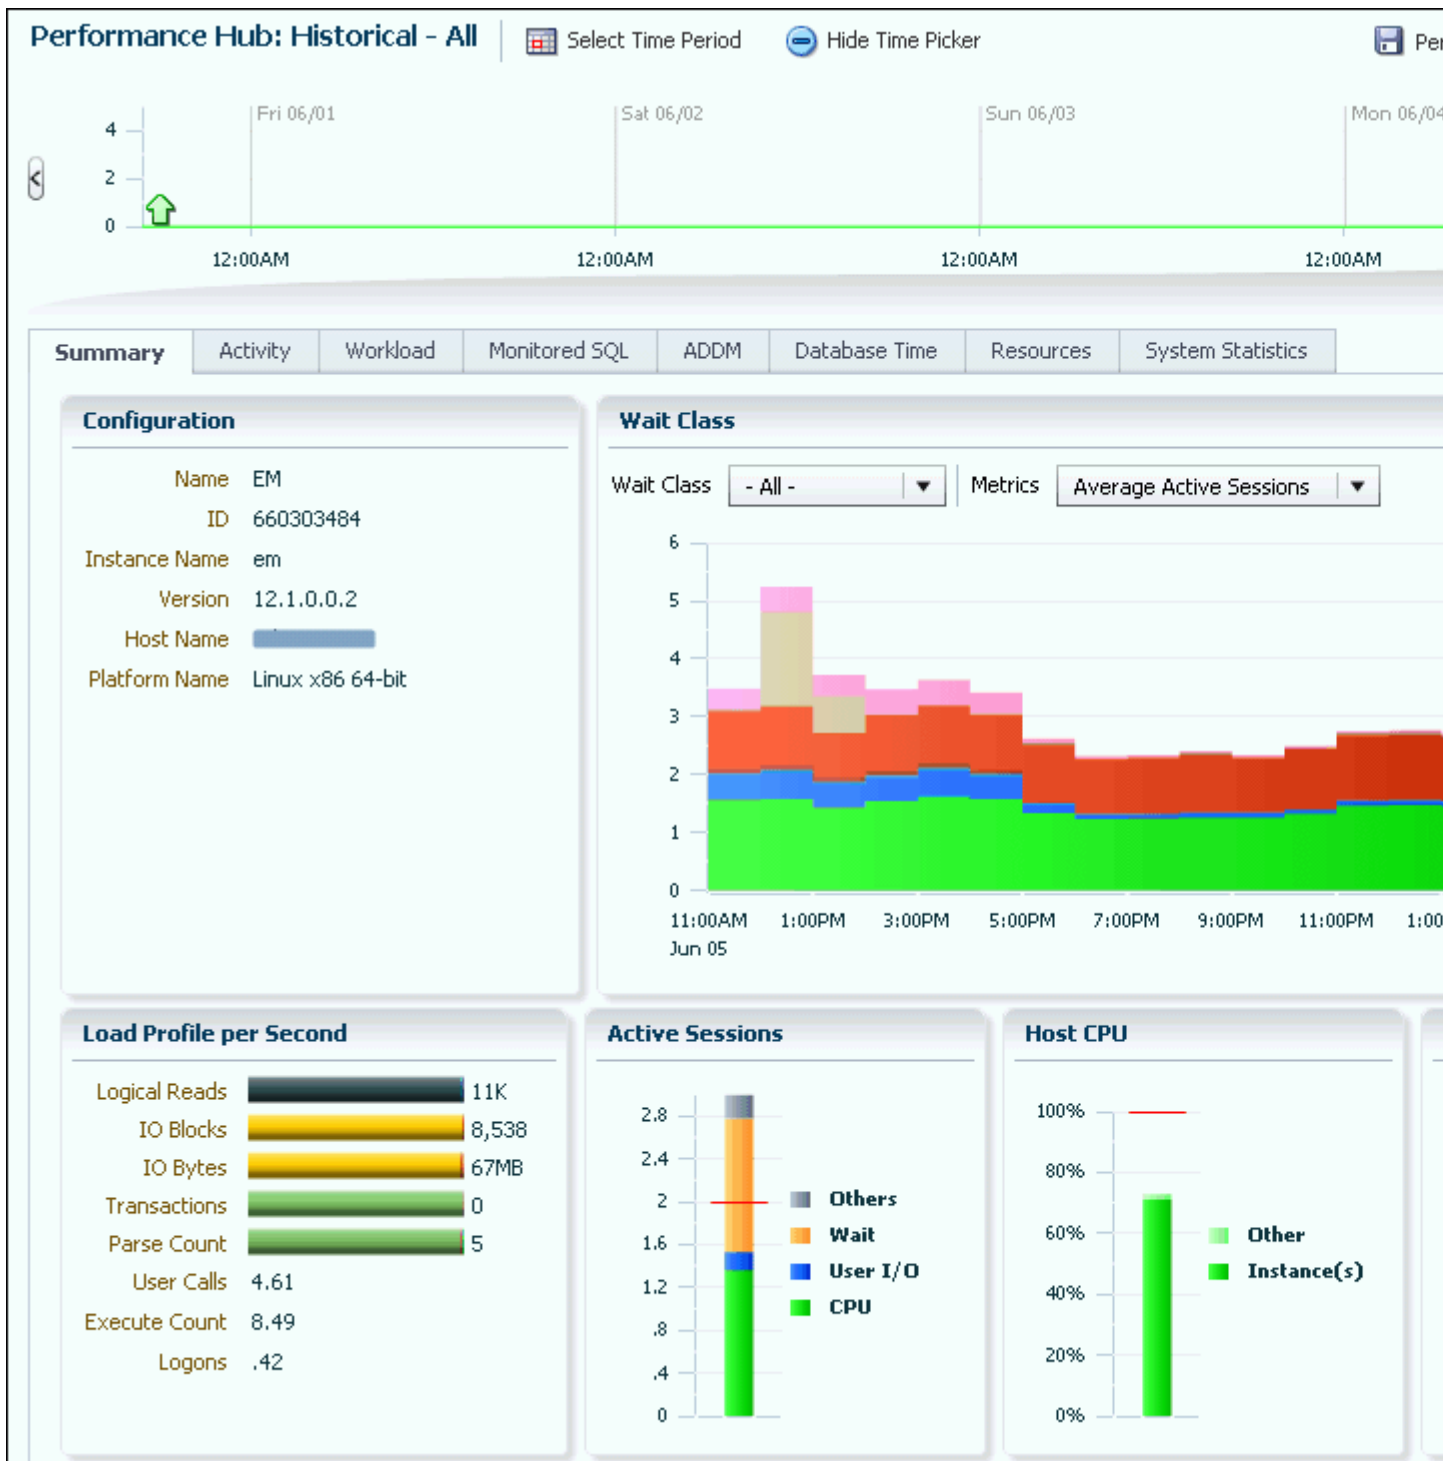 Performance Hub: Historical - All
Select Time Period
Hide Time Picker
Per
Fri 06/01
Sat 06/02
Sun 06/03
Mon 06/04
4
2
0
12:00AM
12:00AM
12:00AM
12:00AM
Summary
Activity
Workload
Monitored SQL
ADDM
Database Time
Resources
System Statistics
Configuration
Name EM
ID 660303484
Instance Name em
Version 12.1.0.0.2
Host Name
Platform Name Linux x86 64-bit
Wait Class
Wait Class - All - Metrics Average Active Sessions
6
5
4
3
2
1
0
11:00AM 1:00PM 3:00PM 5:00PM 7:00PM 9:00PM 11:00PM 1:00
Jun 05
Load Profile per Second
Logical Reads 11K
IO Blocks 8,538
IO Bytes 67MB
Transactions 0
Parse Count 5
User Calls 4.61
Execute Count 8.49
Logons .42
Active Sessions
2.8
2.4
2
1.6
1.2
.8
.4
0
Others
Wait
User I/O
CPU
Host CPU
100%
80%
60%
40%
20%
0%
Other
Instance(s)